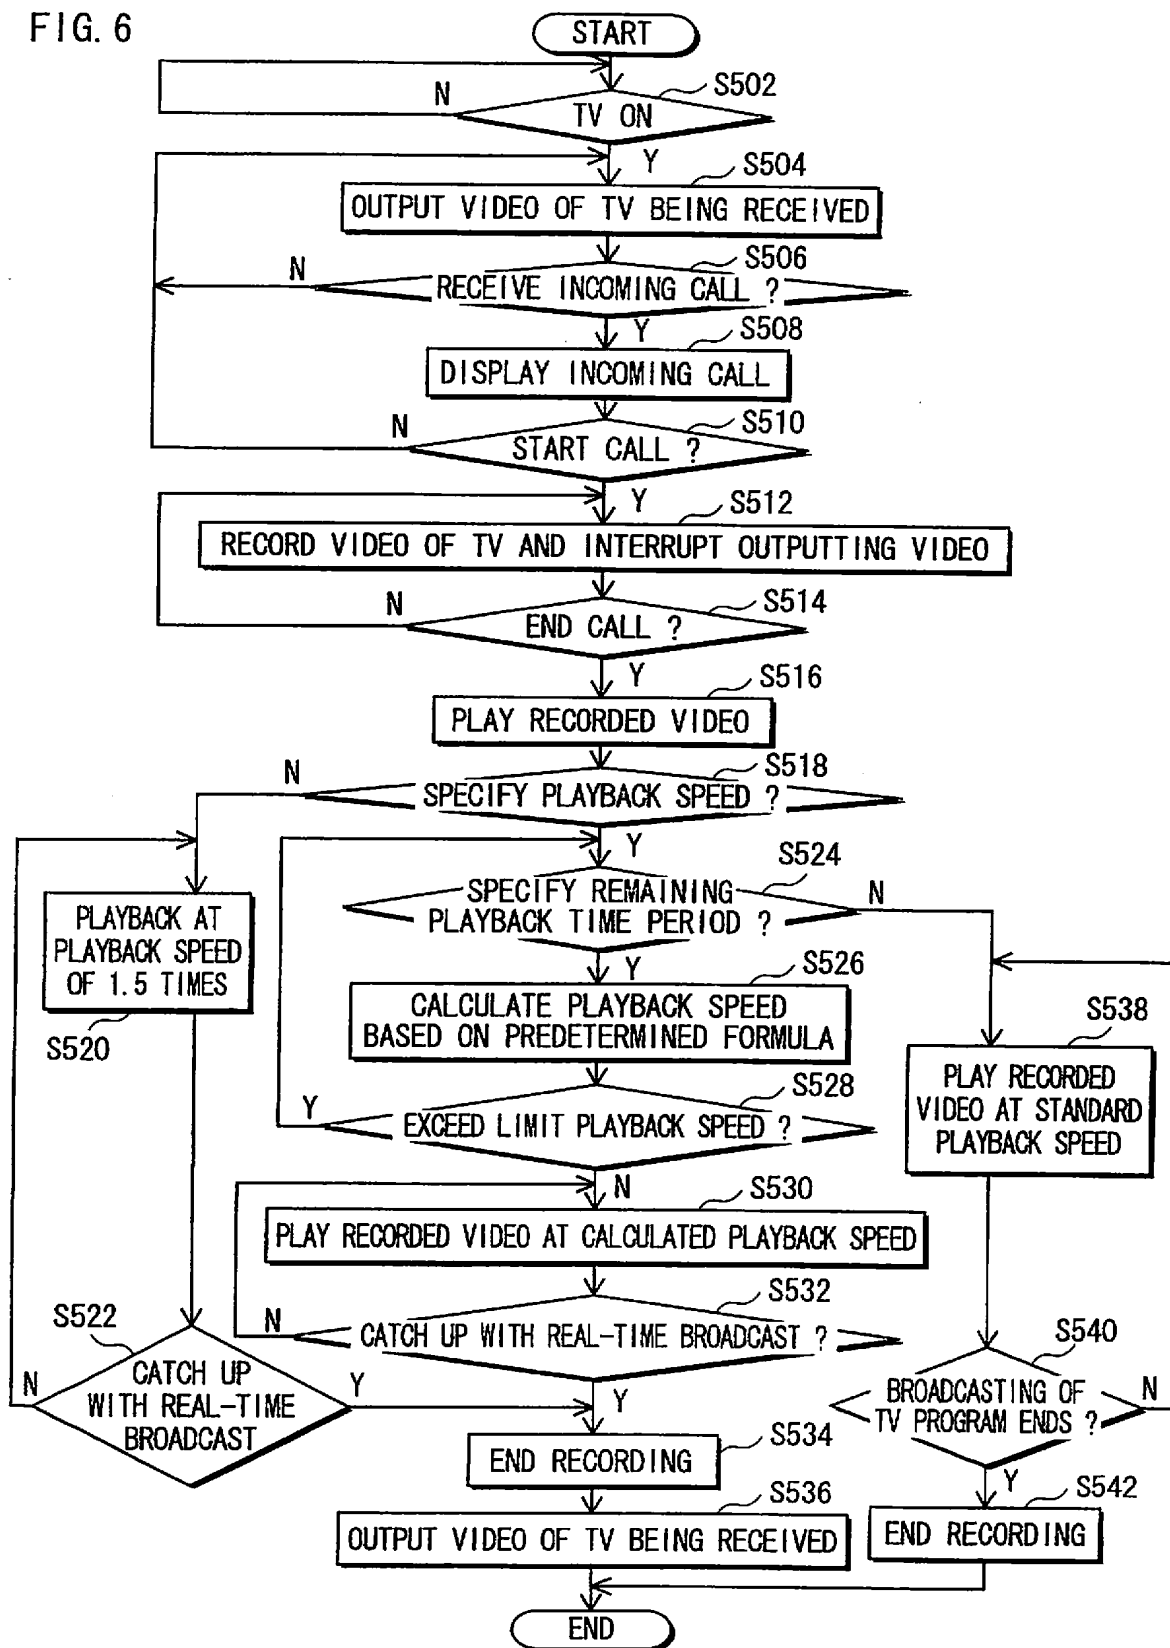 FIG. 6
START
S502
N
TV ON
Y
S504
OUTPUT VIDEO OF TV BEING RECEIVED
S506
N
RECEIVE INCOMING CALL ?
Y
S508
DISPLAY INCOMING CALL
S510
N
START CALL ?
Y
S512
RECORD VIDEO OF TV AND INTERRUPT OUTPUTTING VIDEO
S514
N
END CALL ?
Y
S516
PLAY RECORDED VIDEO
S518
N
SPECIFY PLAYBACK SPEED ?
Y
S524
SPECIFY REMAINING
PLAYBACK TIME PERIOD ?
N
Y
PLAYBACK AT
PLAYBACK SPEED
OF 1.5 TIMES
S520
S526
CALCULATE PLAYBACK SPEED
BASED ON PREDETERMINED FORMULA
S538
PLAY RECORDED
VIDEO AT STANDARD
PLAYBACK SPEED
S528
Y
EXCEED LIMIT PLAYBACK SPEED ?
N
S530
PLAY RECORDED VIDEO AT CALCULATED PLAYBACK SPEED
S532
N
CATCH UP WITH REAL-TIME BROADCAST ?
Y
S522
N
CATCH UP
WITH REAL-TIME
BROADCAST
Y
S540
BROADCASTING OF
TV PROGRAM ENDS ?
N
Y
S534
END RECORDING
S536
OUTPUT VIDEO OF TV BEING RECEIVED
S542
END RECORDING
END